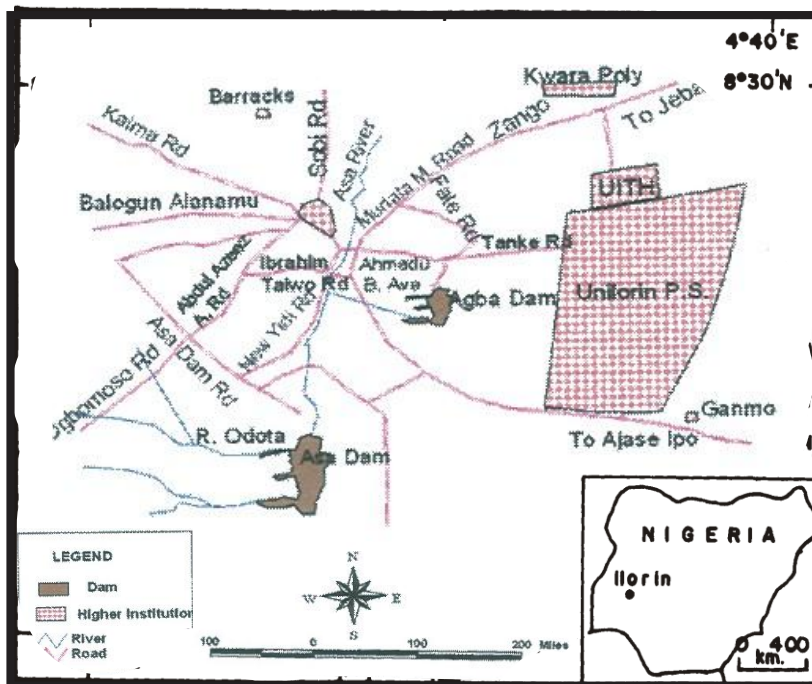 4°40'E
8°30'N
Kwara Poly
Barracks
Kaima Rd
Sobi Rd
Asa River
Murtala M. Road
Zango
To Jeba
Balogun Alanamu
Fate Rd
UITH
Tanke Rd
Ibrahim
Taiwo Rd
Ahmadu
B. Ave
Abdul Azeez
A. Rd
Agba Dam
Unilorin P.S.
New Yidi Rd
Asa Dam Rd
Ogbomoso Rd
Ganmo
To Ajase Ipo
R. Odota
Asa Dam
LEGEND
Dam
Higher Institution
River
Road
N
W E
S
100 0 100 200 Miles
NIGERIA
Ilorin
0 400
km.